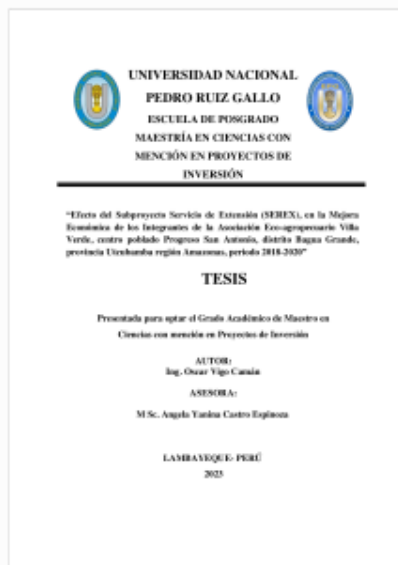 UNIVERSIDAD NACIONAL
PEDRO RUIZ GALLO
ESCUELA DE POSGRADO
MAESTRÍA EN CIENCIAS CON
MENCIÓN EN PROYECTOS DE
INVERSIÓN
“Efecto del Subproyecto Servicio de Extensión (SEREX), en la Mejora
Económica de los Integrantes de la Asociación Eco-agropecuario Villa
Verde, centro poblado Progreso San Antonio, distrito Bagua Grande,
provincia Utcubamba región Amazonas, periodo 2018-2020”
TESIS
Presentada para optar el Grado Académico de Maestro en
Ciencias con mención en Proyectos de Inversión
AUTOR:
Ing. Oscar Vigo Camán
ASESORA:
M Sc. Angela Yanina Castro Espinoza
LAMBAYEQUE- PERÚ
2023